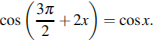 cos(3π/2 + 2x) = cos x.